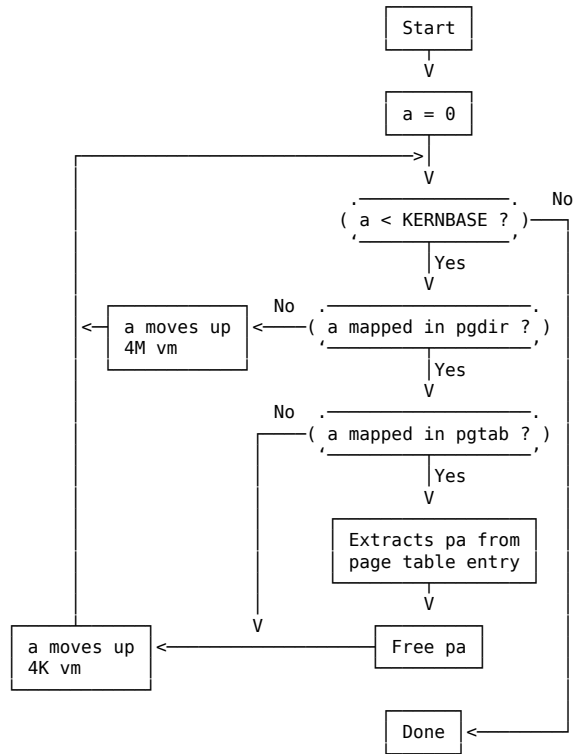 Start
a = 0
No
a < KERNBASE ?
Yes
No
a moves up
4M vm
a mapped in pgdir ?
Yes
No
a mapped in pgtab ?
Yes
Extracts pa from
page table entry
a moves up
4K vm
Free pa
Done